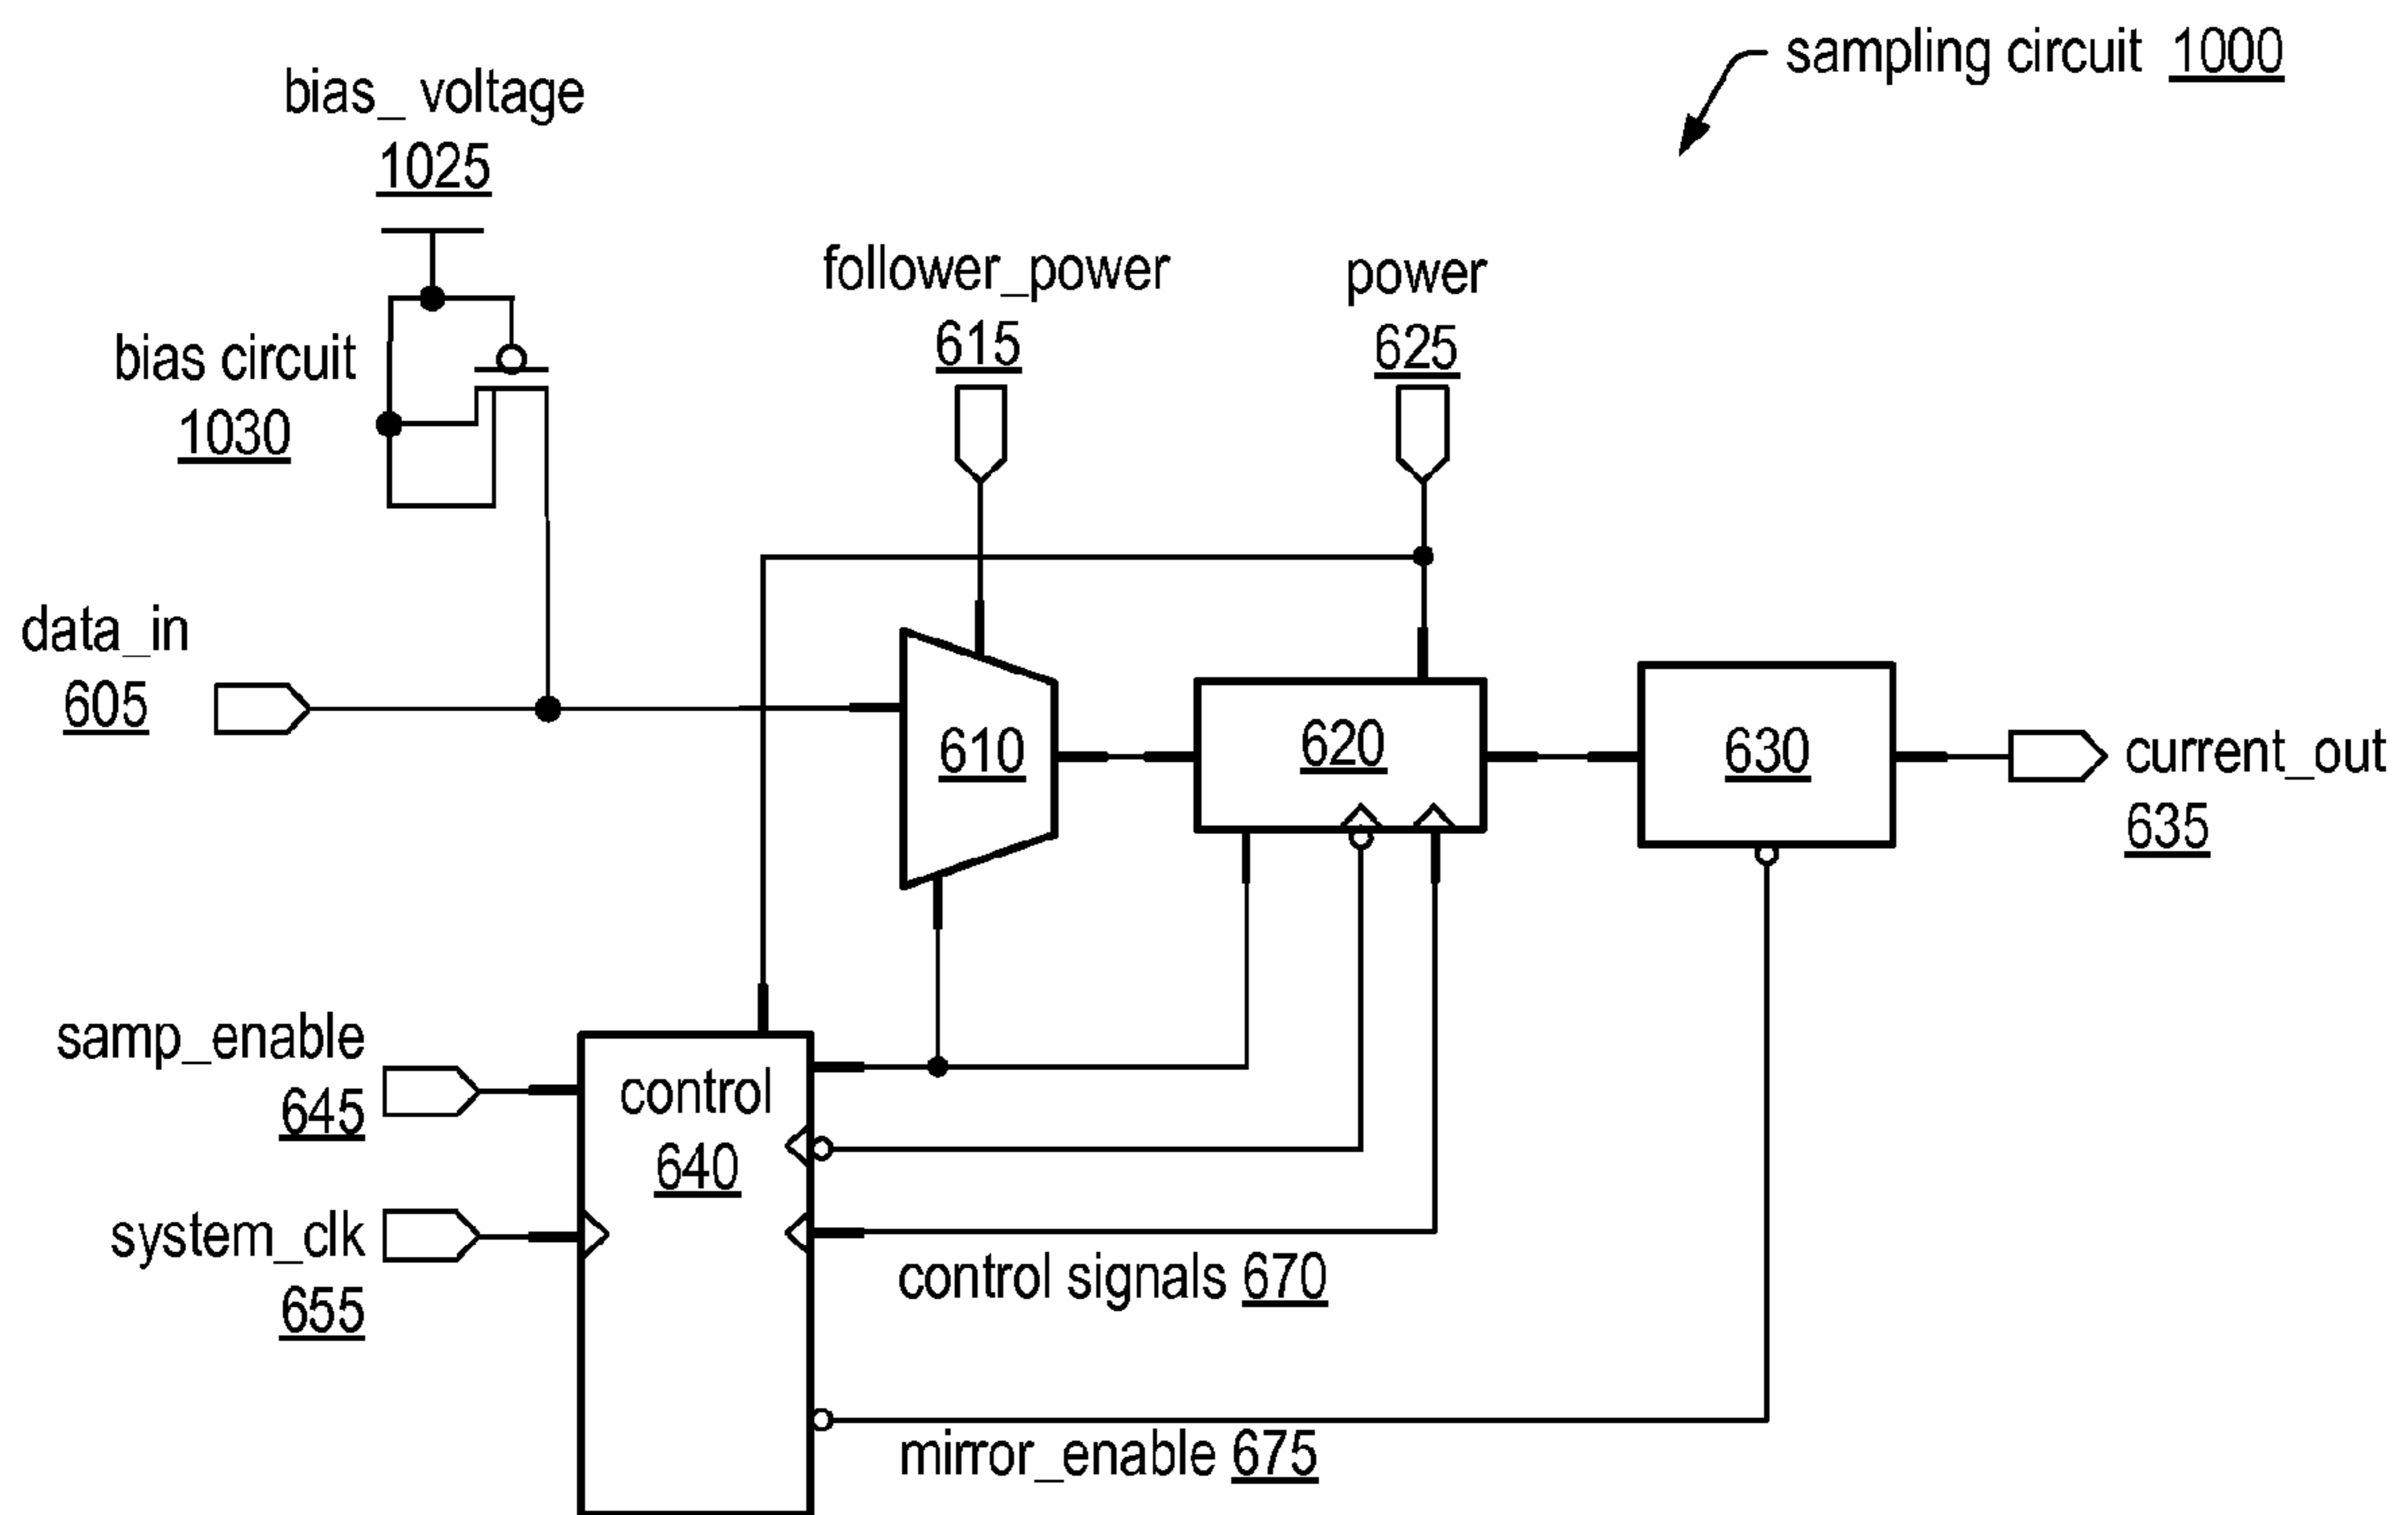 sampling circuit 1000
bias_ voltage
1025
follower_power
615
power
625
bias circuit
1030
data_in
605
610
620
630
current_out
635
samp_enable
645
control
640
system_clk
655
control signals 670
mirror_enable 675